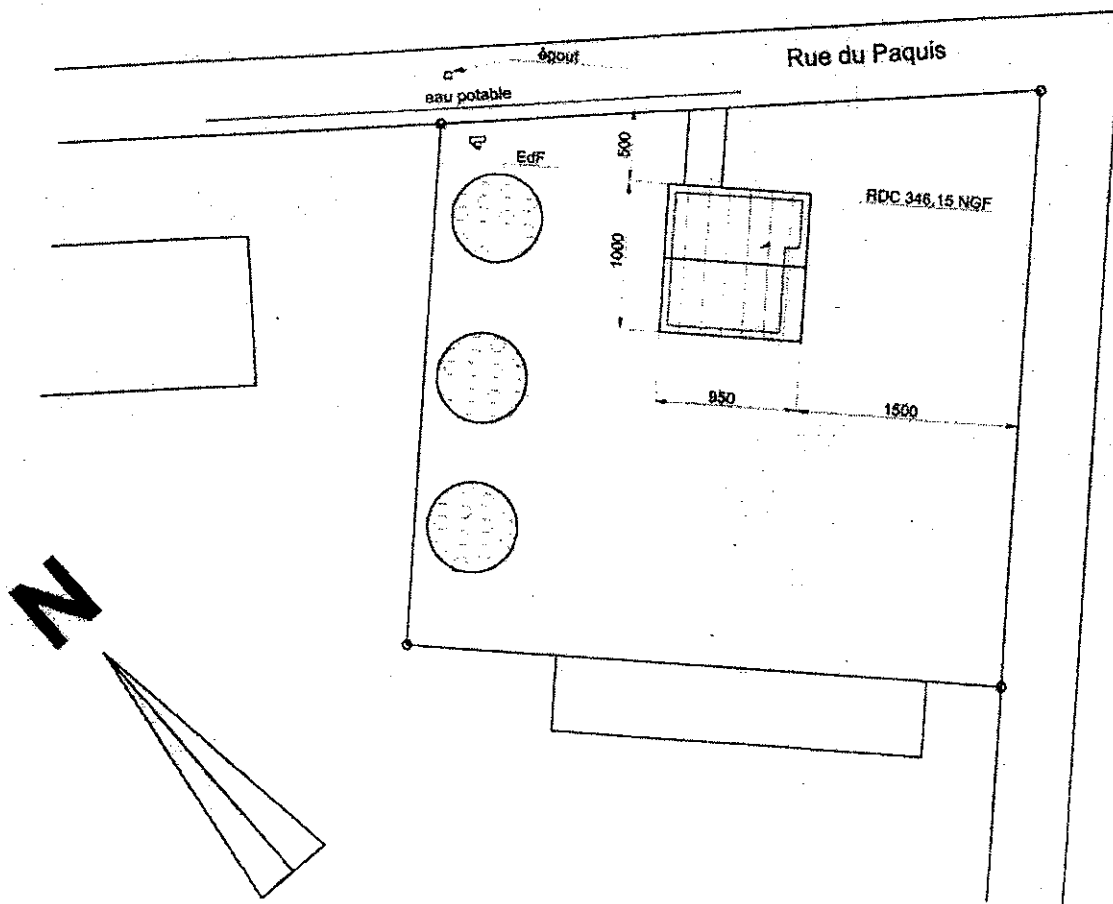 Rue du Paquis
égout
eau potable
EdF
500
RDC 346,15 NGF
1000
950
1500
N